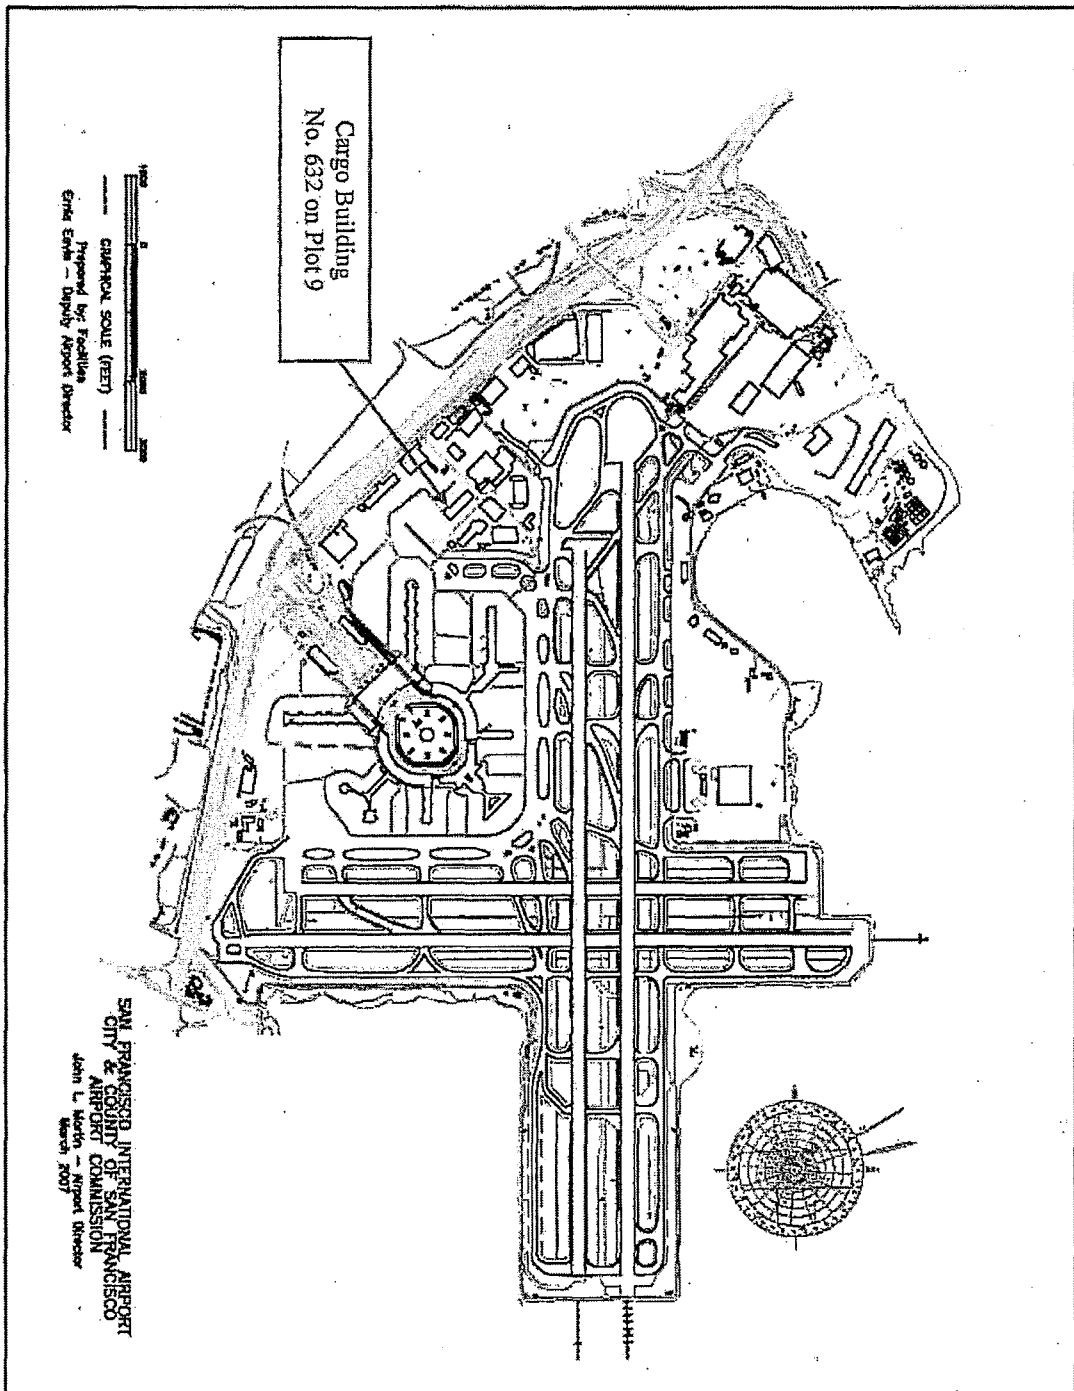 Cargo Building
No. 632 on Plot 9
GRAPHICAL SCALE (FEET)
Prepared by: Facilities
Ernie Eavis — Deputy Airport Director
SAN FRANCISCO INTERNATIONAL AIRPORT
CITY & COUNTY OF SAN FRANCISCO
AIRPORT COMMISSION
John L. Martin — Airport Director
March 2007